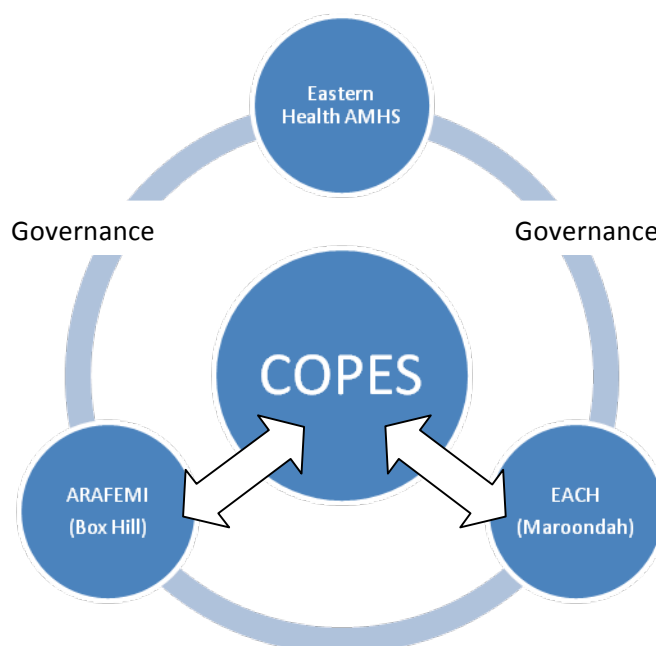 Eastern
Health AMHS
Governance
Governance
COPES
ARAFEMI
(Box Hill)
EACH
(Maroondah)